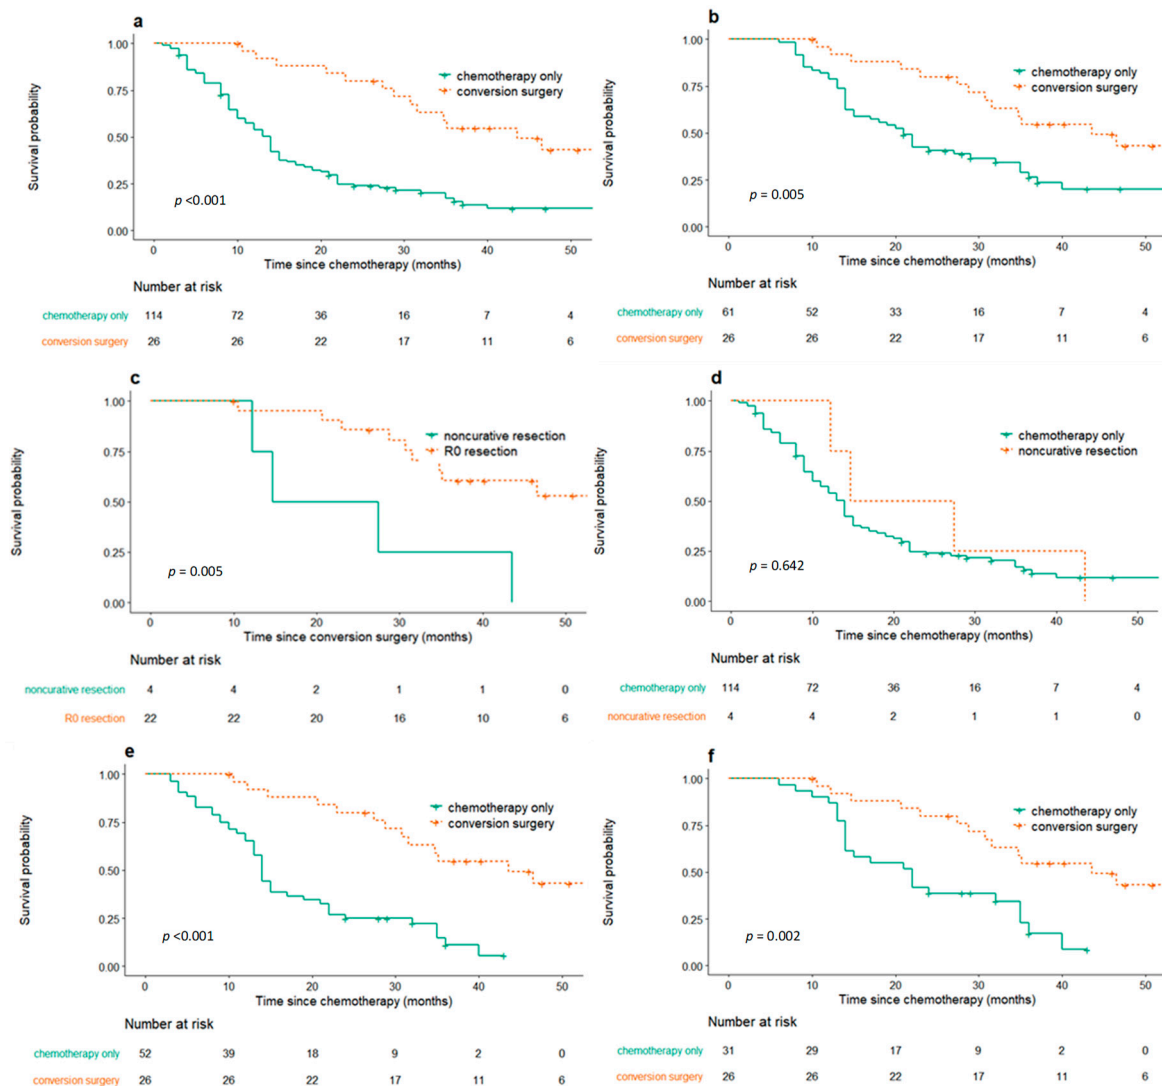 a
Survival probability
1.00
0.75
0.50
0.25
0.00
chemotherapy only
conversion surgery
p <0.001
0 10 20 30 40 50
Time since chemotherapy (months)
Number at risk
chemotherapy only 114 72 36 16 7 4
conversion surgery 26 26 22 17 11 6
b
Survival probability
1.00
0.75
0.50
0.25
0.00
chemotherapy only
conversion surgery
p = 0.005
0 10 20 30 40 50
Time since chemotherapy (months)
Number at risk
chemotherapy only 61 52 33 16 7 4
conversion surgery 26 26 22 17 11 6
c
Survival probability
1.00
0.75
0.50
0.25
0.00
noncurative resection
R0 resection
p = 0.005
0 10 20 30 40 50
Time since conversion surgery (months)
Number at risk
noncurative resection 4 4 2 1 1 0
R0 resection 22 22 20 16 10 6
d
Survival probability
1.00
0.75
0.50
0.25
0.00
chemotherapy only
noncurative resection
p = 0.642
0 10 20 30 40 50
Time since chemotherapy (months)
Number at risk
chemotherapy only 114 72 36 16 7 4
noncurative resection 4 4 2 1 1 0
e
Survival probability
1.00
0.75
0.50
0.25
0.00
chemotherapy only
conversion surgery
p <0.001
0 10 20 30 40 50
Time since chemotherapy (months)
Number at risk
chemotherapy only 52 39 18 9 2 0
conversion surgery 26 26 22 17 11 6
f
Survival probability
1.00
0.75
0.50
0.25
0.00
chemotherapy only
conversion surgery
p = 0.002
0 10 20 30 40 50
Time since chemotherapy (months)
Number at risk
chemotherapy only 31 29 17 9 2 0
conversion surgery 26 26 22 17 11 6